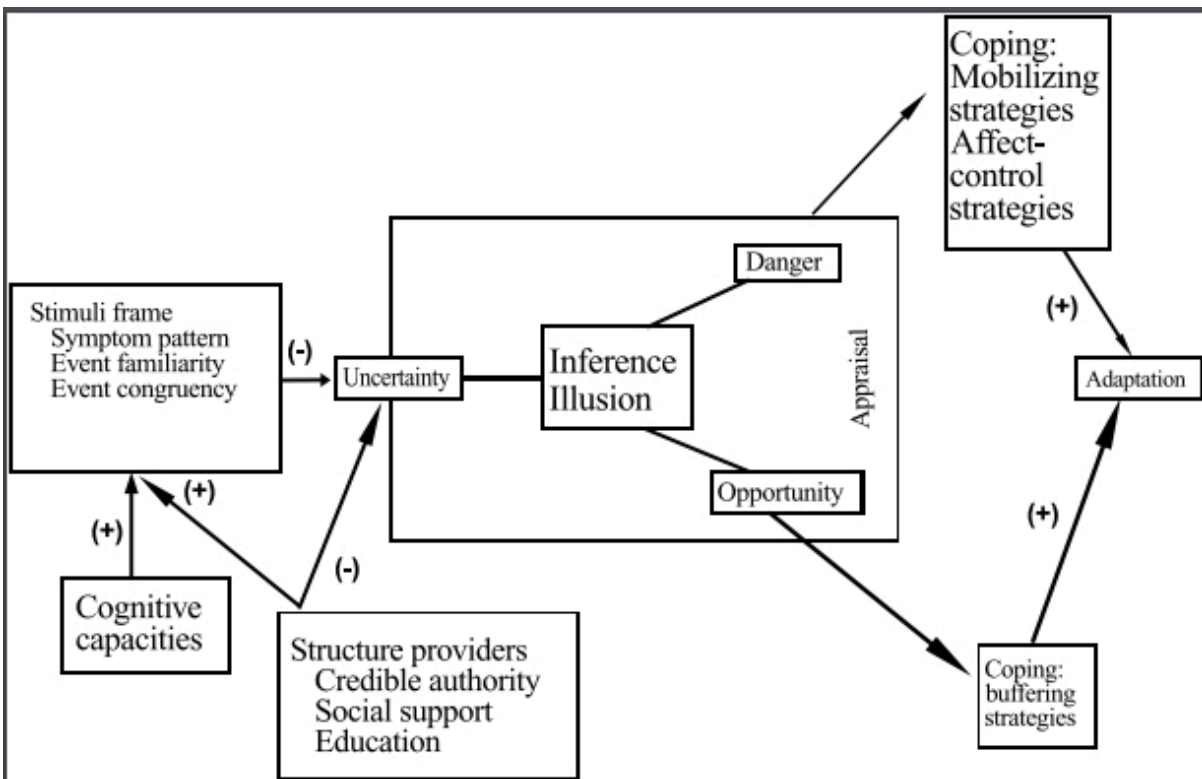 Coping:
Mobilizing
strategies
Affect-
control
strategies
Danger
Stimuli frame
Symptom pattern
Event familiarity
Event congruency
(-)
Uncertainty
Inference
Illusion
Appraisal
(+)
Adaptation
Opportunity
(+)
(+)
(-)
(+)
Cognitive
capacities
Structure providers
Credible authority
Social support
Education
Coping:
buffering
strategies